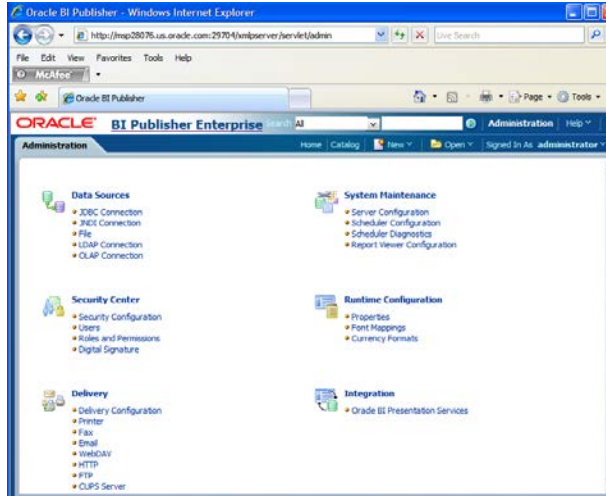 Oracle BI Publisher - Windows Internet Explorer
http://msp28076.us.oracle.com:29704/xmlpserver/servlet/admin
Live Search
File Edit View Favorites Tools Help
McAfee
Oracle BI Publisher
Page Tools
ORACLE BI Publisher Enterprise Search All Administration Help
Administration Home Catalog New Open Signed In As administrator
Data Sources
JDBC Connection
JNDI Connection
File
LDAP Connection
OLAP Connection
System Maintenance
Server Configuration
Scheduler Configuration
Scheduler Diagnostics
Report Viewer Configuration
Security Center
Security Configuration
Users
Roles and Permissions
Digital Signature
Runtime Configuration
Properties
Font Mappings
Currency Formats
Delivery
Delivery Configuration
Printer
Fax
Email
WebDAV
HTTP
FTP
CUPS Server
Integration
Oracle BI Presentation Services